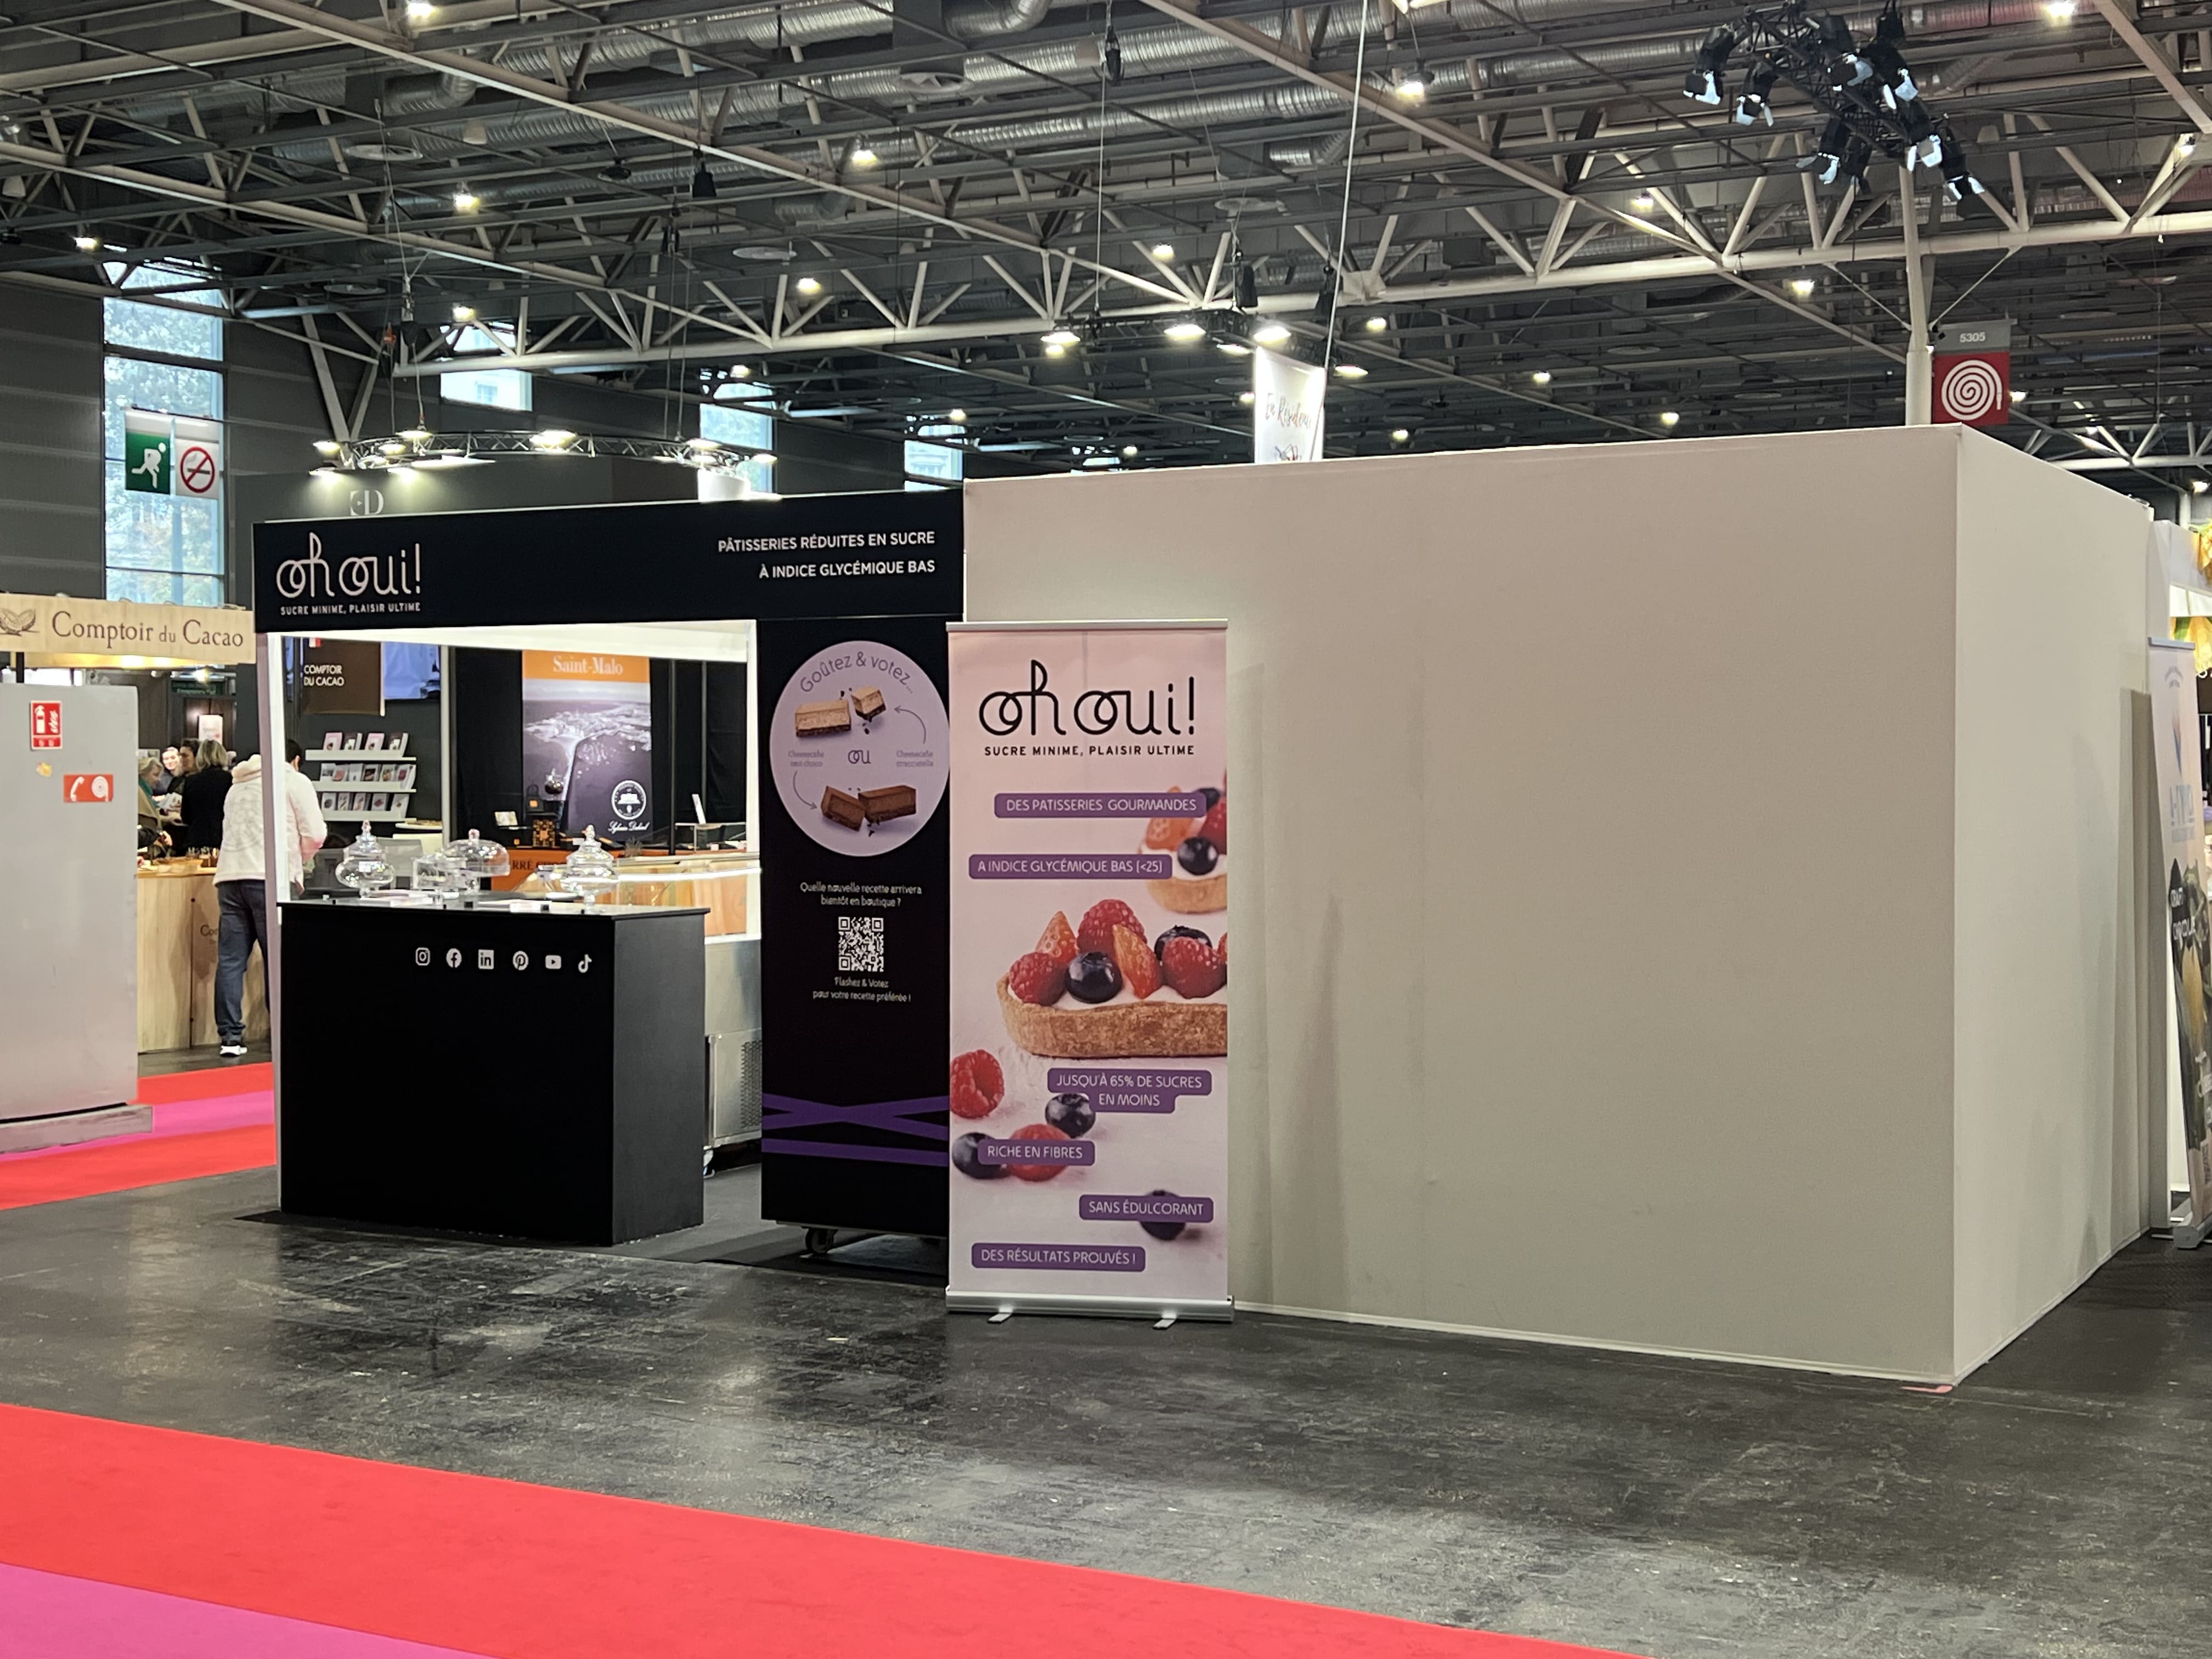 5305
ED
oh oui!
SUCRE MINIME, PLAISIR ULTIME
PÂTISSERIES RÉDUITES EN SUCRE
À INDICE GLYCÉMIQUE BAS
Comptoir du Cacao
COMPTOIR
DU CACAO
Saint-Malo
Goûtez & votez...
ou
Quelle nouvelle recette arrivera
bientôt en boutique ?
Flashez & Votez
pour votre recette préférée !
oh oui!
SUCRE MINIME, PLAISIR ULTIME
DES PATISSERIES GOURMANDES
A INDICE GLYCÉMIQUE BAS (<25)
JUSQU'À 65% DE SUCRES
EN MOINS
RICHE EN FIBRES
SANS ÉDULCORANT
DES RÉSULTATS PROUVÉS !